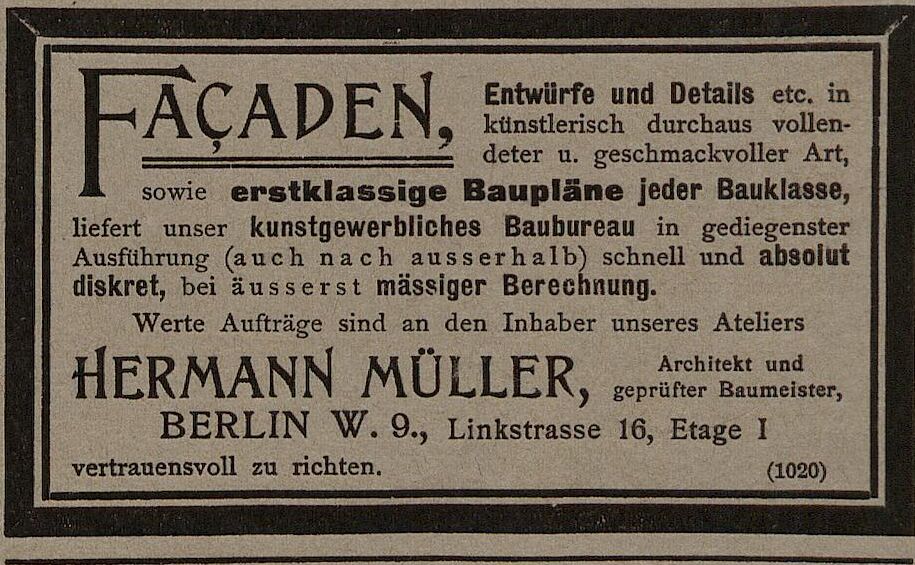 FAÇADEN,
Entwürfe und Details etc. in
künstlerisch durchaus vollen-
deter u. geschmackvoller Art,
sowie erstklassige Baupläne jeder Bauklasse,
liefert unser kunstgewerbliches Baubureau in gediegenster
Ausführung (auch nach ausserhalb) schnell und absolut
diskret, bei äusserst mässiger Berechnung.
Werte Aufträge sind an den Inhaber unseres Ateliers
HERMANN MÜLLER,
Architekt und
geprüfter Baumeister,
BERLIN W. 9., Linkstrasse 16, Etage I
vertrauensvoll zu richten.
(1020)